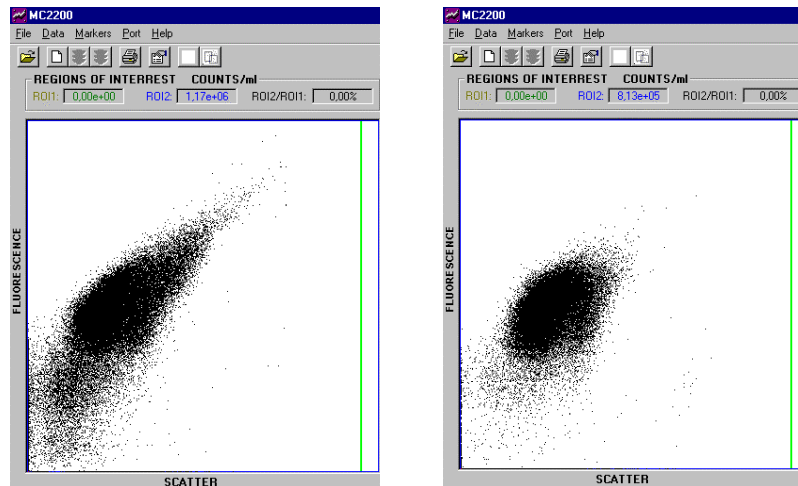 MC2200
File Data Markers Port Help
REGIONS OF INTERREST COUNTS/ml
ROI1: 0,00e+00 ROI2: 1,17e+06 ROI2/ROI1: 0,00%
FLUORESCENCE
SCATTER
MC2200
File Data Markers Port Help
REGIONS OF INTERREST COUNTS/ml
ROI1: 0,00e+00 ROI2: 8,13e+05 ROI2/ROI1: 0,00%
FLUORESCENCE
SCATTER